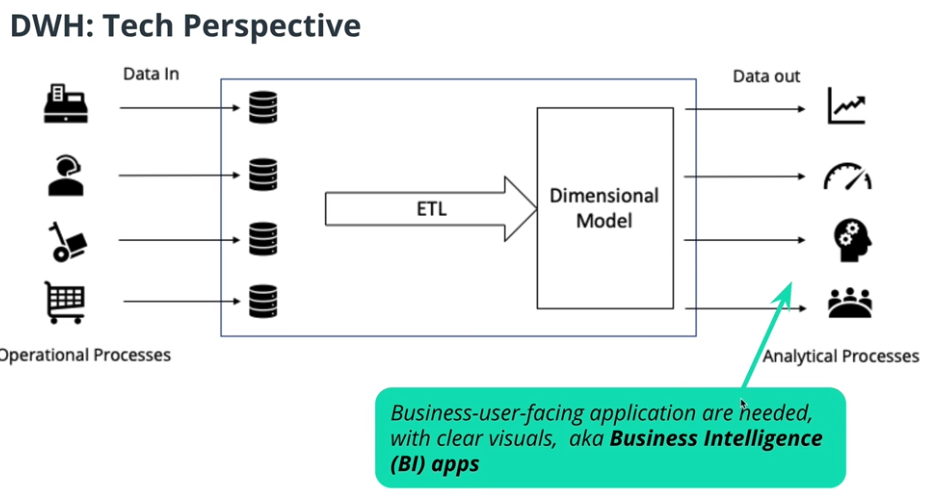 DWH: Tech Perspective
Data In
Data out
ETL
Dimensional
Model
Operational Processes
Analytical Processes
Business-user-facing application are needed,
with clear visuals, aka Business Intelligence
(BI) apps